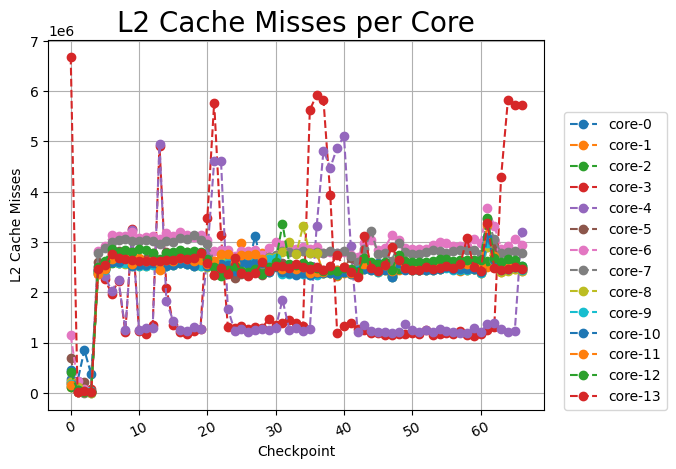 L2 Cache Misses per Core
1e6
7
6
5
4
3
2
1
0
L2 Cache Misses
0
10
20
30
40
50
60
Checkpoint
core-0
core-1
core-2
core-3
core-4
core-5
core-6
core-7
core-8
core-9
core-10
core-11
core-12
core-13